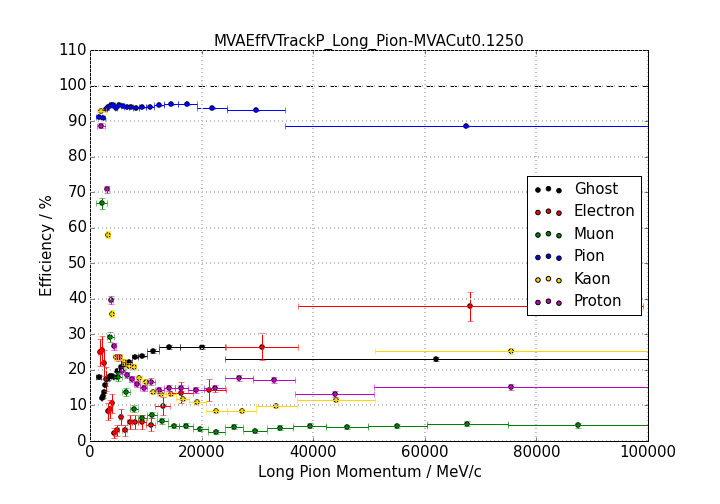 MVAEffVTrackP_Long_Pion-MVACut0.1250
110
100
90
80
70
60
50
40
30
20
10
0
Efficiency / %
Ghost
Electron
Muon
Pion
Kaon
Proton
0 20000 40000 60000 80000 100000
Long Pion Momentum / MeV/c